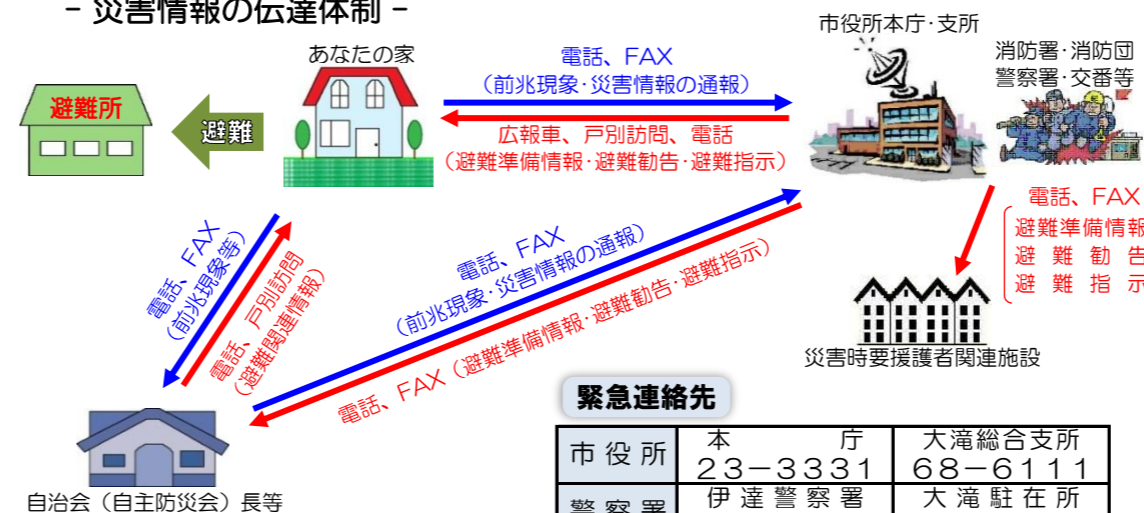 - 災害情報の伝達体制 -
市役所本庁・支所
あなたの家
消防署・消防団
警察署・交番等
電話、FAX
(前兆現象・災害情報の通報)
避難所
避難
広報車、戸別訪問、電話
(避難準備情報・避難勧告・避難指示)
電話、FAX
避難準備情報
避難勧告
避難指示
電話、FAX
(前兆現象等)
電話、戸別訪問
(避難関連情報)
電話、FAX
(前兆現象・災害情報の通報)
電話、FAX(避難準備情報・避難勧告・避難指示)
災害時要援護者関連施設
緊急連絡先
市役所 本庁 大滝総合支所
23-3331 68-6111
警察署 伊達警察署 大滝駐在所
自治会(自主防災会)長等